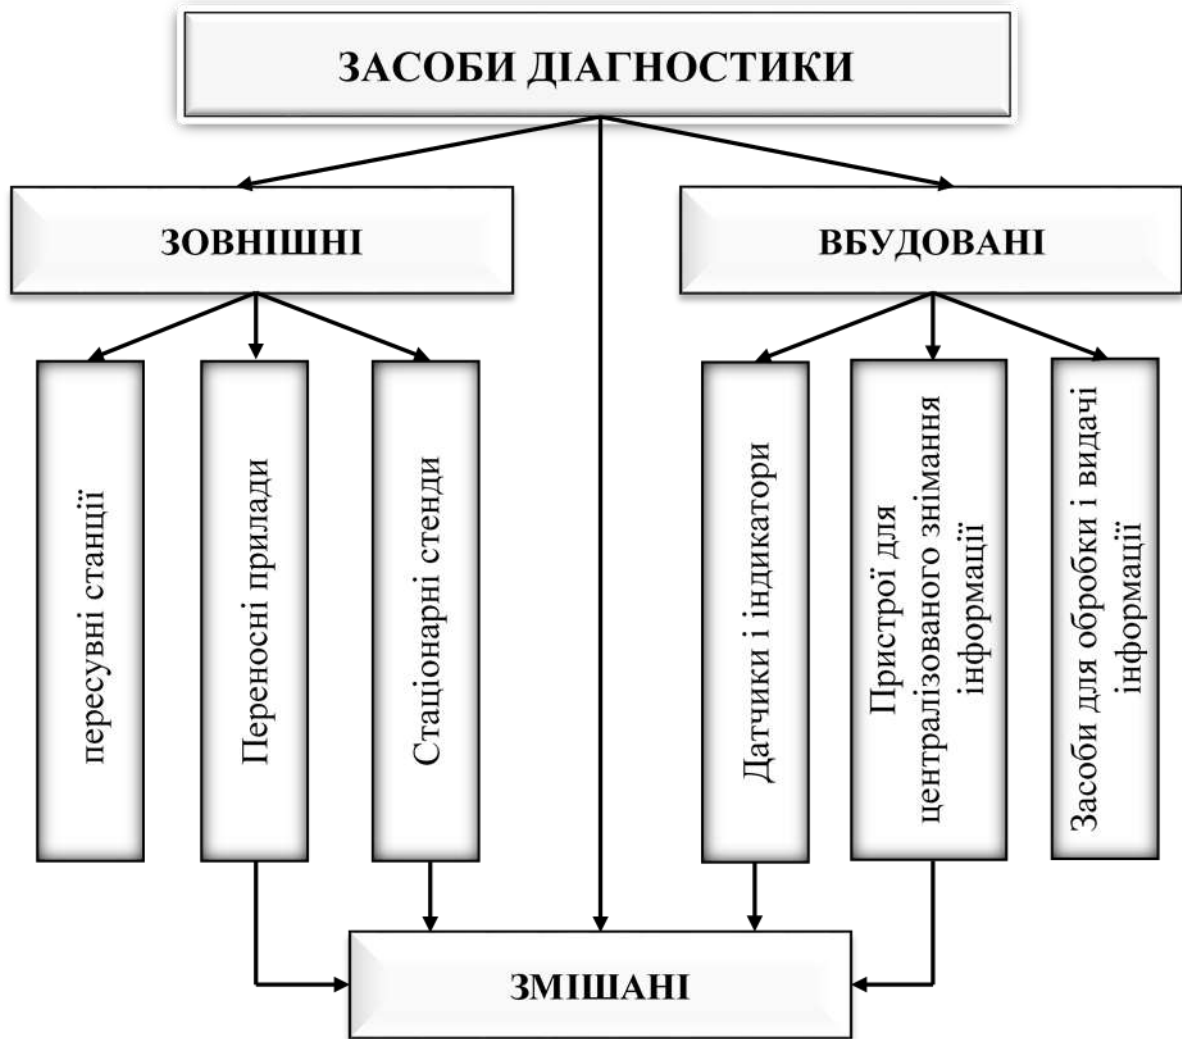 ЗАСОБИ ДІАГНОСТИКИ
ЗОВНІШНІ
ВБУДОВАНІ
пересувні станції
Переносні прилади
Стаціонарні стенди
Датчики і індикатори
Пристрої для
централізованого знімання
інформації
Засоби для обробки і видачі
інформації
ЗМІШАНІ